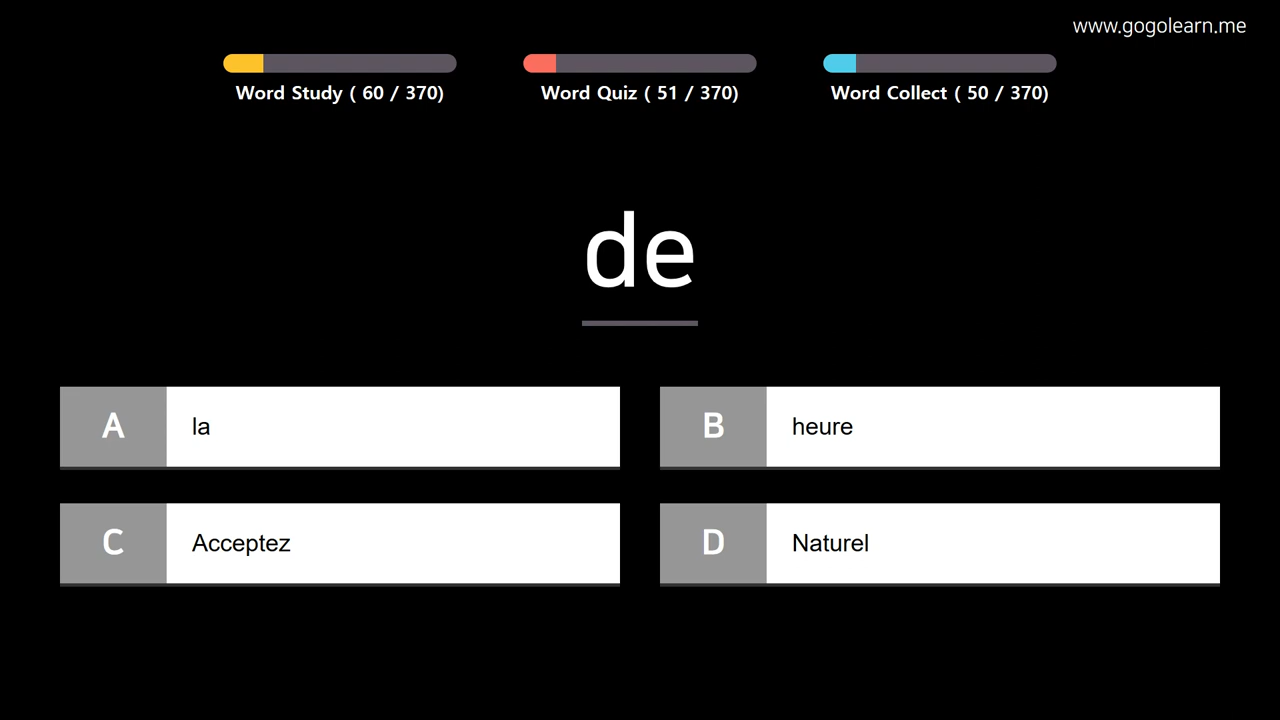 www.gogolearn.me
Word Study ( 60 / 370)
Word Quiz ( 51 / 370)
Word Collect ( 50 / 370)
de
A la
B heure
C Acceptez
D Naturel